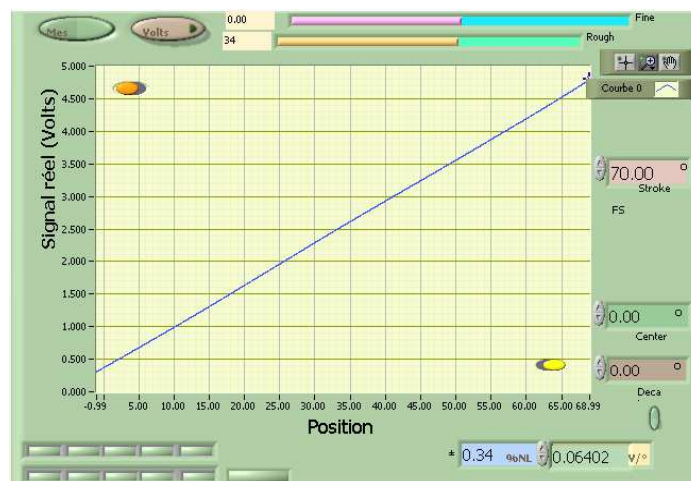 0.00 Fine
Mes Volts
34 Rough
5.000
4.500
4.000
3.500
3.000
2.500
2.000
1.500
1.000
0.500
0.000
Signal réel (Volts)
-0.99 5.00 10.00 15.00 20.00 25.00 30.00 35.00 40.00 45.00 50.00 55.00 60.00 65.00 68.99
Position
Courbe 0
70.00 °
Stroke
FS
0.00 °
Center
0.00 °
Deca
* 0.34 %NL 0.06402 V/°